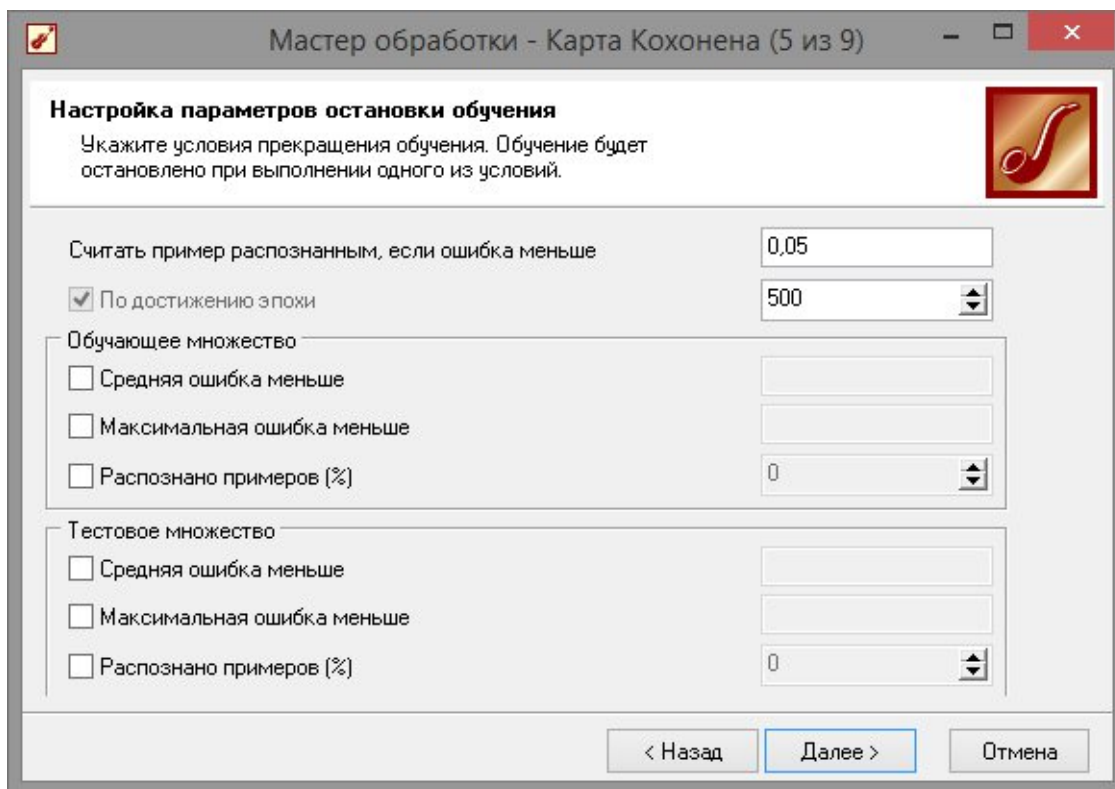 Мастер обработки - Карта Кохонена (5 из 9)
Настройка параметров остановки обучения
Укажите условия прекращения обучения. Обучение будет
остановлено при выполнении одного из условий.
Считать пример распознанным, если ошибка меньше 0,05
По достижению эпохи 500
Обучающее множество
Средняя ошибка меньше
Максимальная ошибка меньше
Распознано примеров (%) 0
Тестовое множество
Средняя ошибка меньше
Максимальная ошибка меньше
Распознано примеров (%) 0
< Назад Далее > Отмена